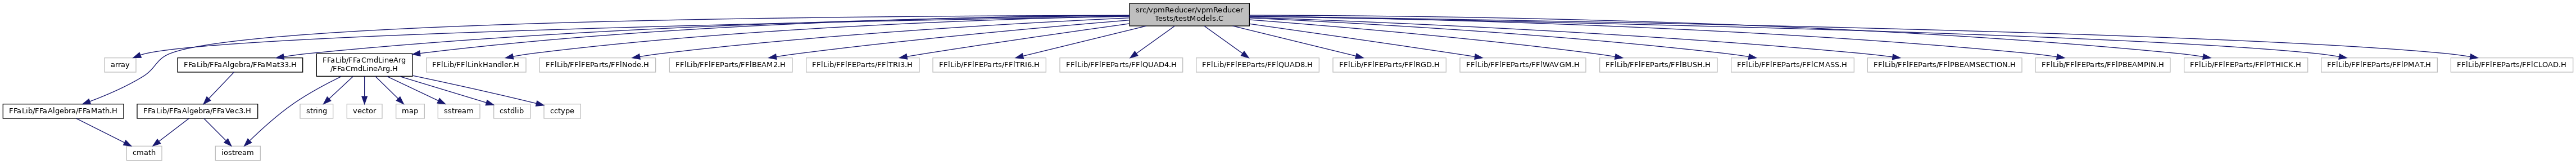 src/vpmReducer/vpmReducer
Tests/testModels.C
array
FFaLib/FFaAlgebra/FFaMat33.H
FFaLib/FFaCmdLineArg
/FFaCmdLineArg.H
FFlLib/FFlLinkHandler.H
FFlLib/FFlFEParts/FFlNode.H
FFlLib/FFlFEParts/FFlBEAM2.H
FFlLib/FFlFEParts/FFlTRI3.H
FFlLib/FFlFEParts/FFlTRI6.H
FFlLib/FFlFEParts/FFlQUAD4.H
FFlLib/FFlFEParts/FFlQUAD8.H
FFlLib/FFlFEParts/FFlRGD.H
FFlLib/FFlFEParts/FFlWAVGM.H
FFlLib/FFlFEParts/FFlBUSH.H
FFlLib/FFlFEParts/FFlCMASS.H
FFlLib/FFlFEParts/FFlPBEAMSECTION.H
FFlLib/FFlFEParts/FFlPBEAMPIN.H
FFlLib/FFlFEParts/FFlPTHICK.H
FFlLib/FFlFEParts/FFlPMAT.H
FFlLib/FFlFEParts/FFlCLOAD.H
FFaLib/FFaAlgebra/FFaMath.H
FFaLib/FFaAlgebra/FFaVec3.H
string
vector
map
sstream
cstdlib
cctype
cmath
iostream